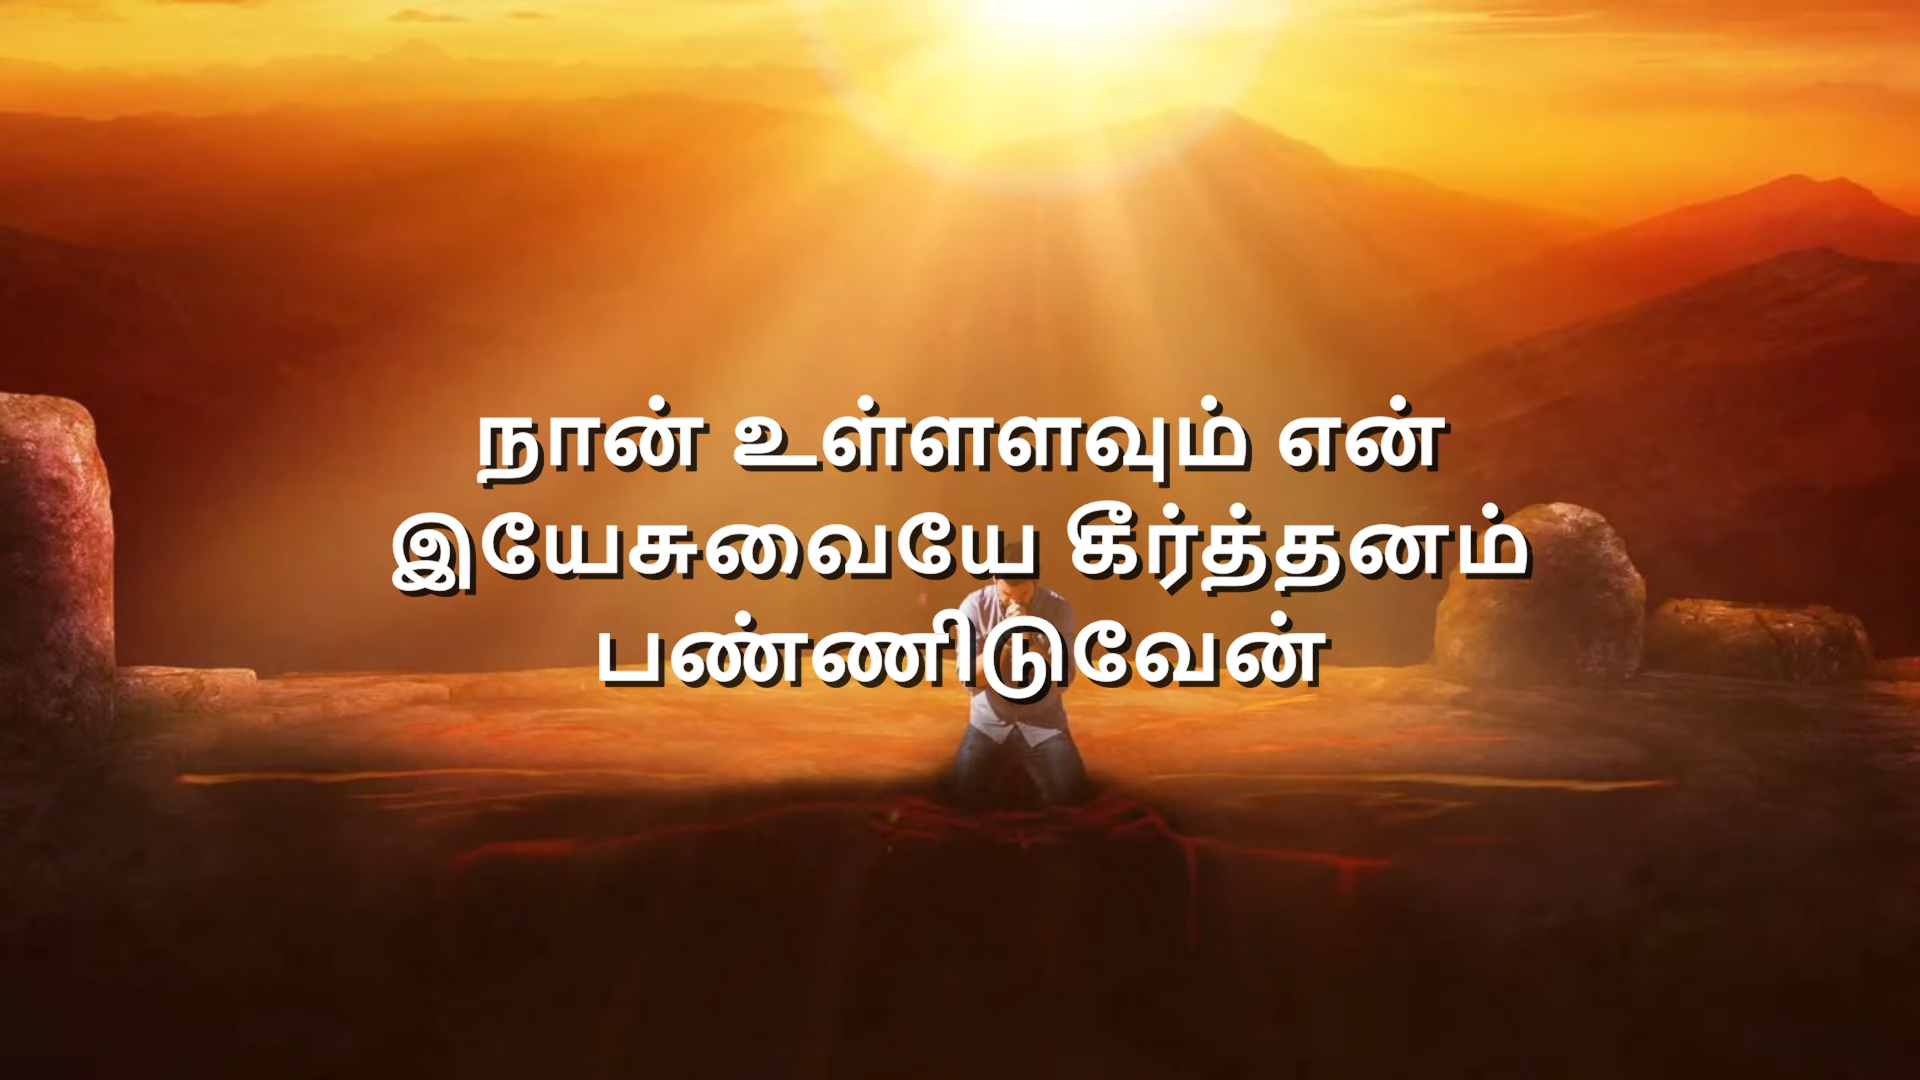 நான் உள்ளளவும் என்
இயேசுவையே கீர்த்தனம்
பண்ணிடுவேன்